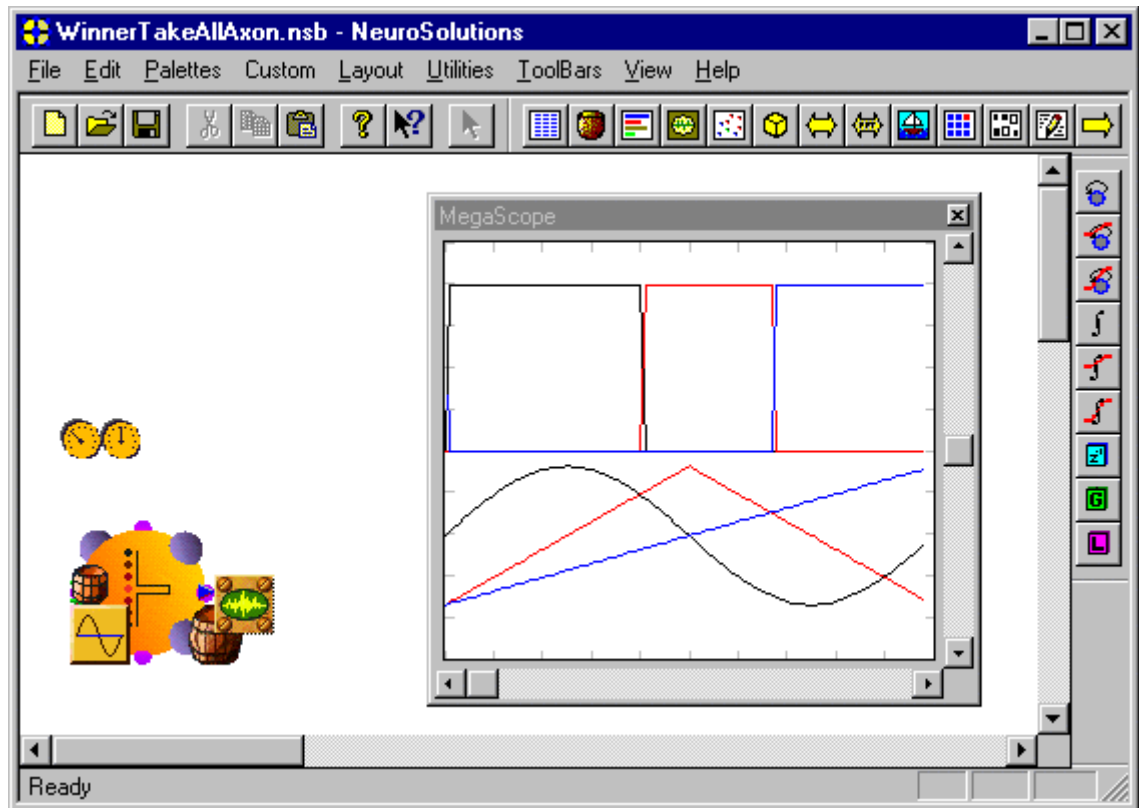 WinnerTakeAllAxon.nsb - NeuroSolutions
File Edit Palettes Custom Layout Utilities ToolBars View Help
MegaScope
G
L
Ready